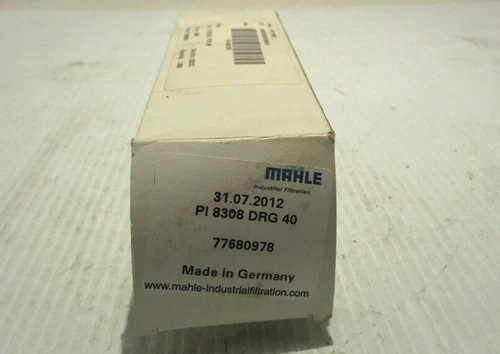 MAHLE
Industrial Filtration
31.07.2012
PI 8308 DRG 40
77680978
Made in Germany
www.mahle-industrialfiltration.com